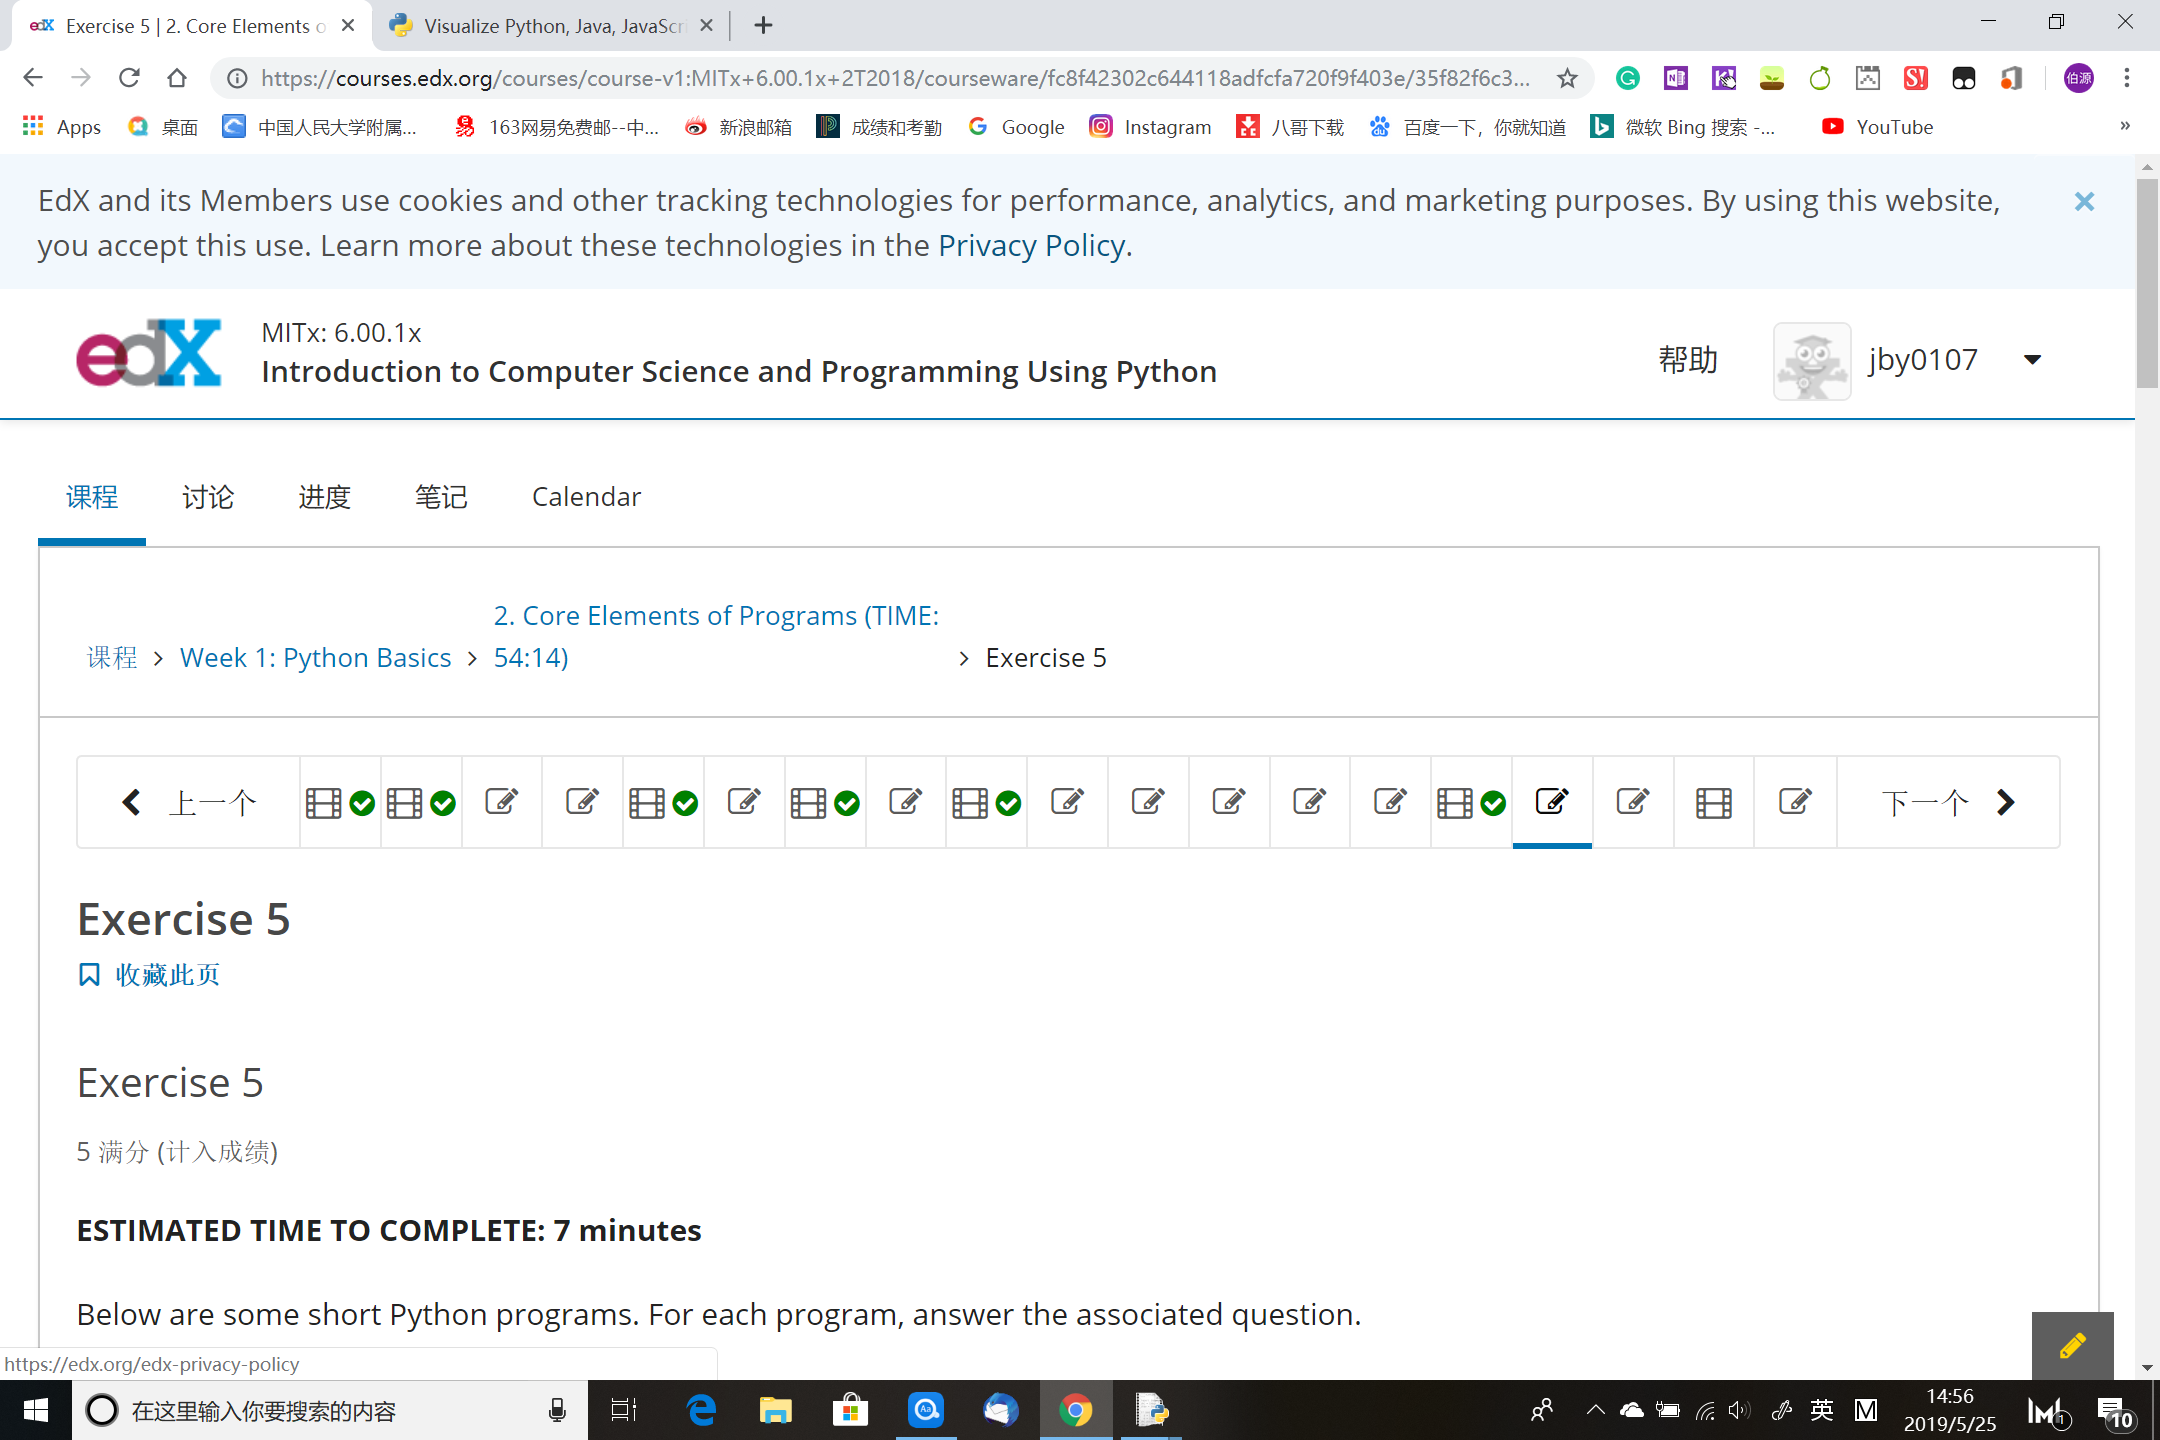 edX Exercise 5 | 2. Core Elements o
Visualize Python, Java, JavaScri
https://courses.edx.org/courses/course-v1:MITx+6.00.1x+2T2018/courseware/fc8f42302c644118adfcfa720f9f403e/35f82f6c3...
伯源
Apps 桌面 中国人民大学附属... 163网易免费邮--中... 新浪邮箱 成绩和考勤 Google Instagram 八哥下载 百度一下，你就知道 微软 Bing 搜索 -... YouTube »
EdX and its Members use cookies and other tracking technologies for performance, analytics, and marketing purposes. By using this website,
you accept this use. Learn more about these technologies in the Privacy Policy.
edX
MITx: 6.00.1x
Introduction to Computer Science and Programming Using Python
帮助
jby0107
课程 讨论 进度 笔记 Calendar
2. Core Elements of Programs (TIME:
课程 > Week 1: Python Basics > 54:14) > Exercise 5
上一个
下一个
Exercise 5
收藏此页
Exercise 5
5 满分 (计入成绩)
ESTIMATED TIME TO COMPLETE: 7 minutes
Below are some short Python programs. For each program, answer the associated question.
https://edx.org/edx-privacy-policy
在这里输入你要搜索的内容
英 M
14:56
2019/5/25
1
10